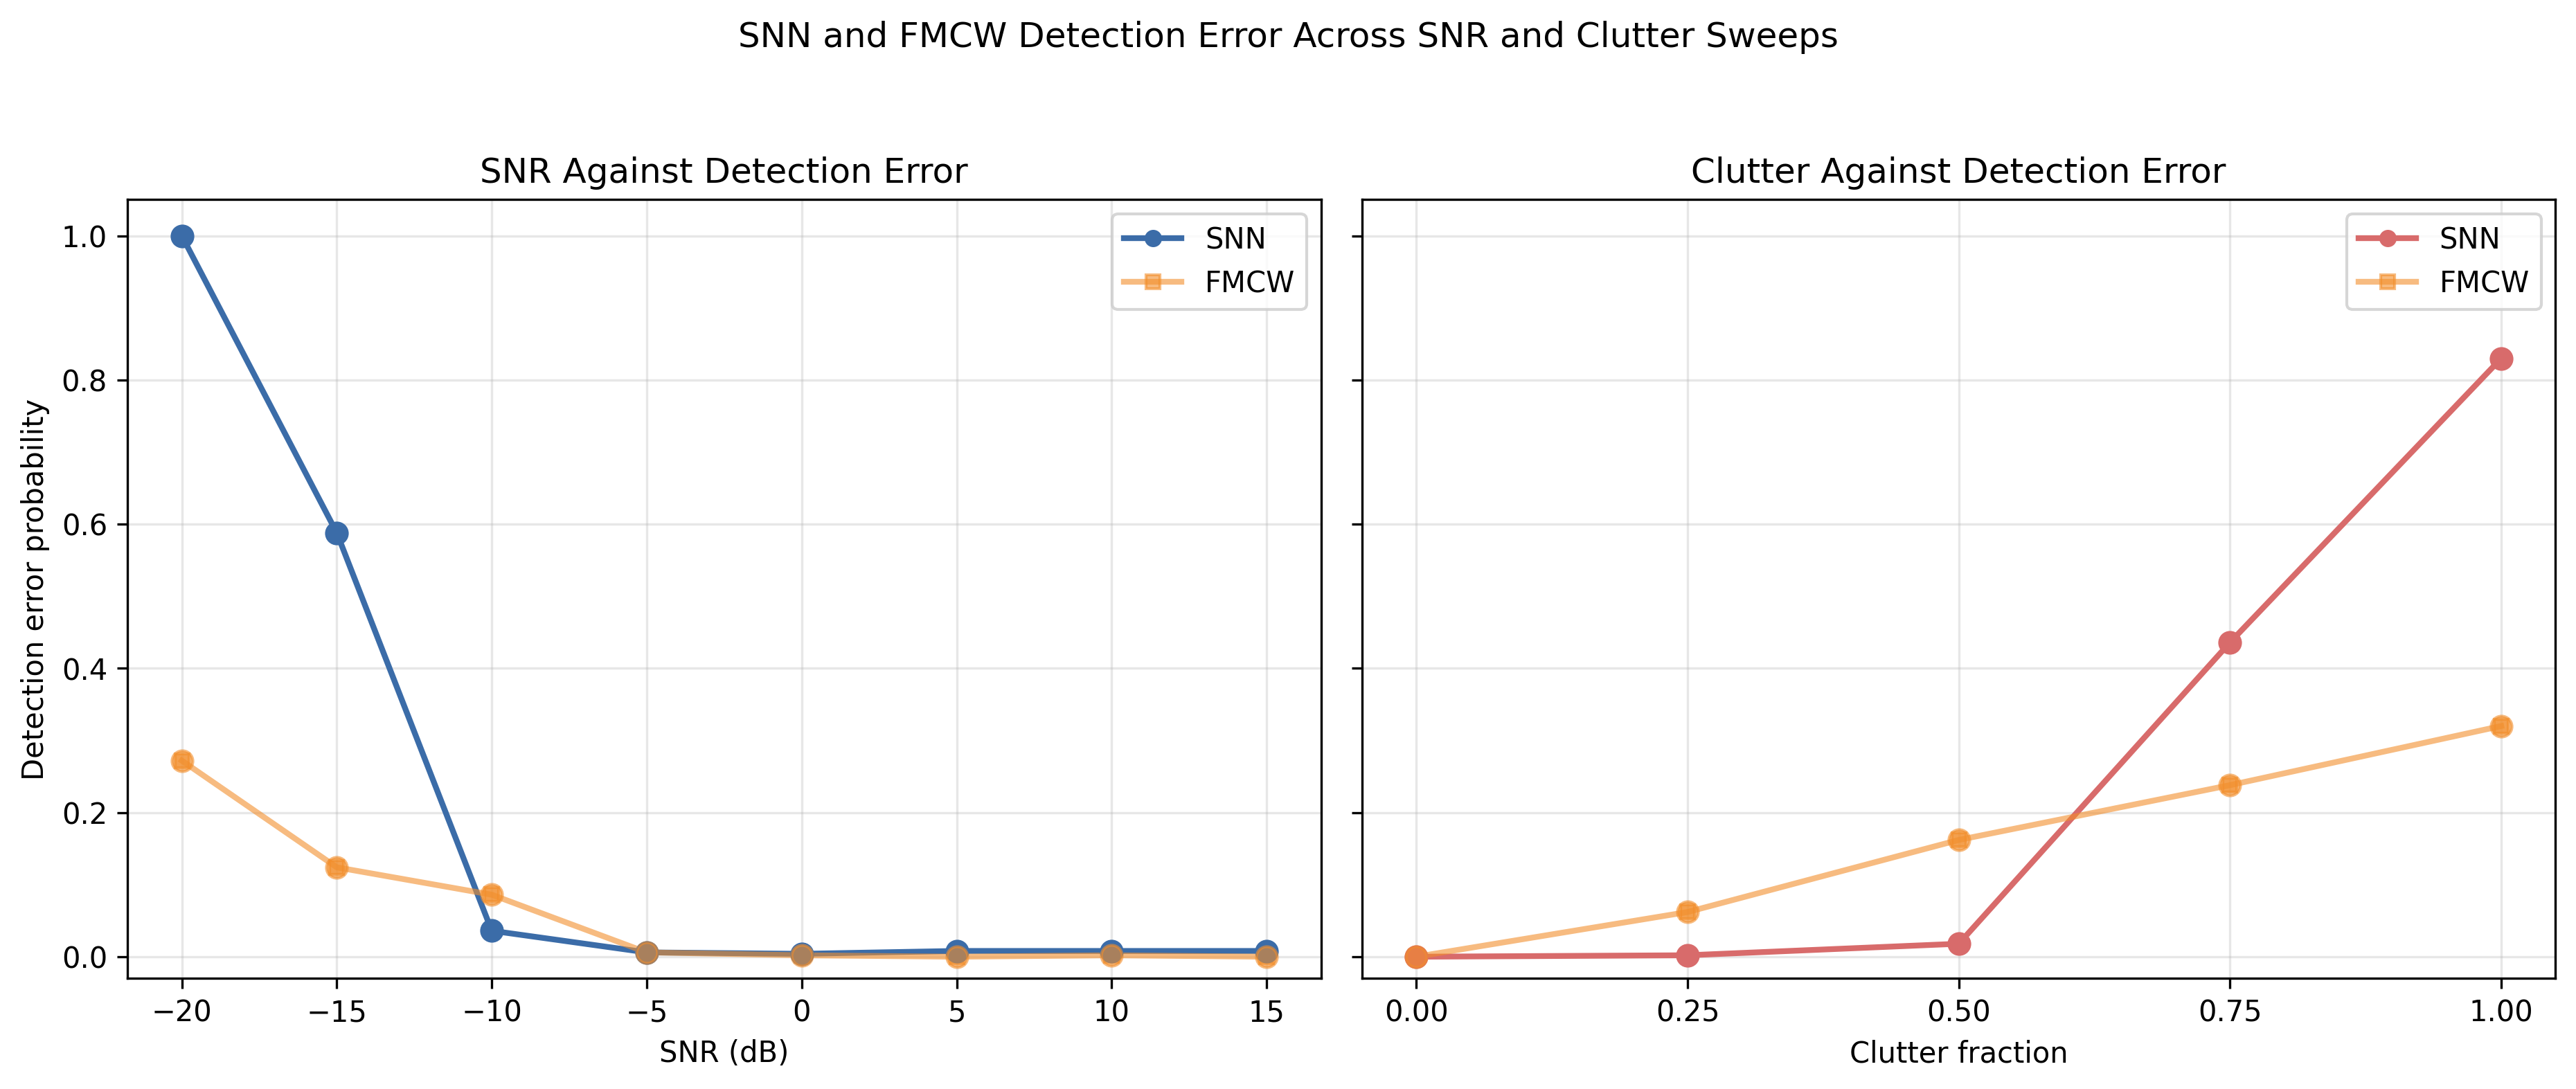 SNN and FMCW Detection Error Across SNR and Clutter Sweeps
SNR Against Detection Error
Detection error probability
1.0
0.8
0.6
0.4
0.2
0.0
SNN
FMCW
−20 −15 −10 −5 0 5 10 15
SNR (dB)
Clutter Against Detection Error
SNN
FMCW
0.00 0.25 0.50 0.75 1.00
Clutter fraction